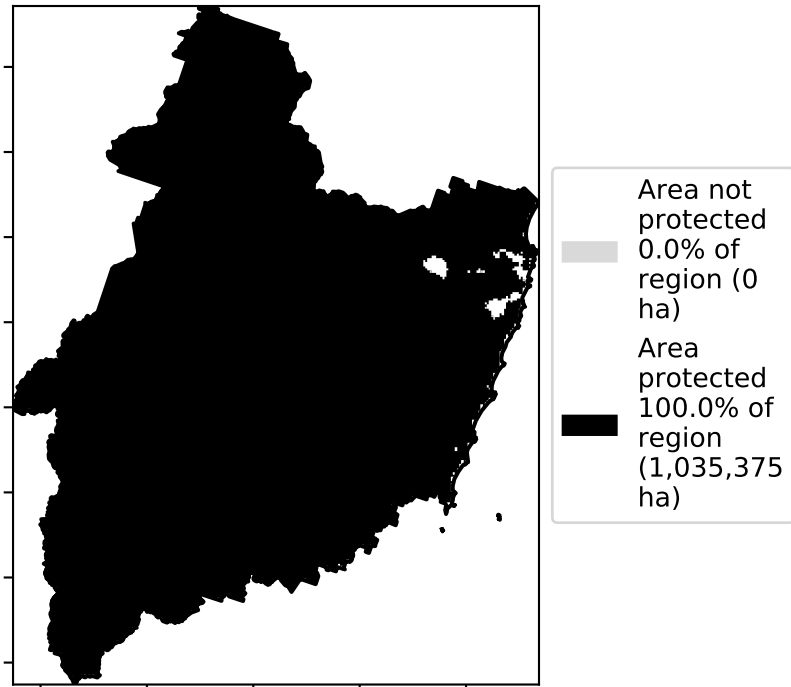 Area not
protected
0.0% of
region (0
ha)
Area
protected
100.0% of
region
(1,035,375
ha)